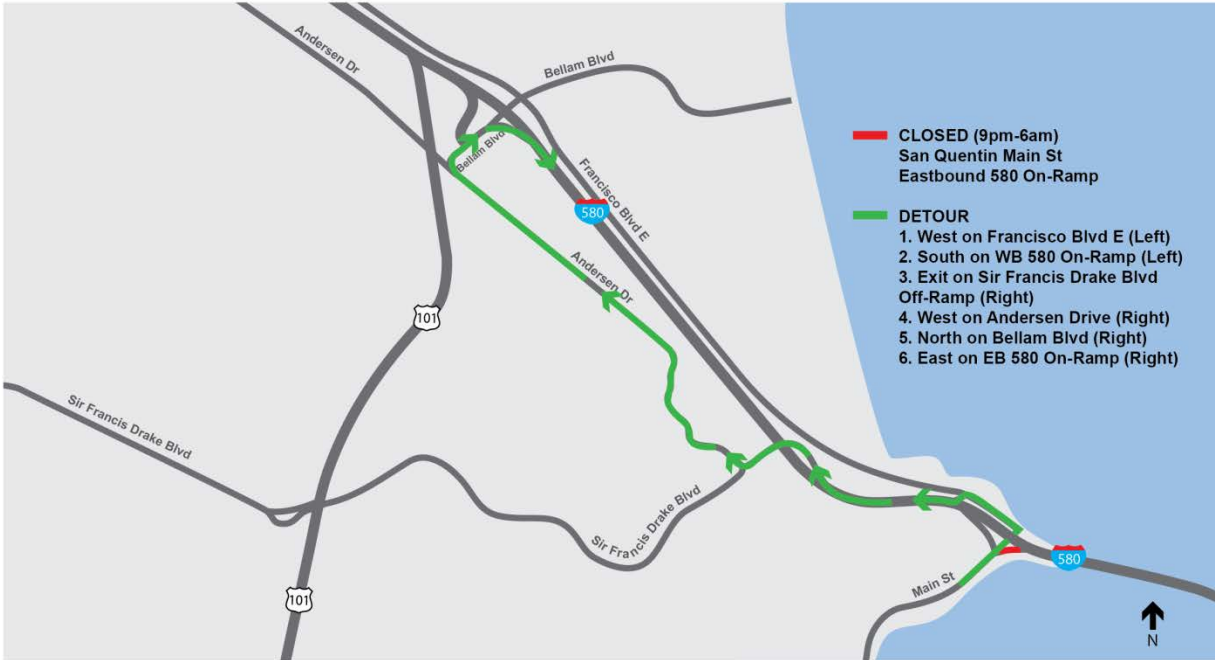 Andersen Dr
Bellam Blvd
Bellam Blvd
Francisco Blvd E
580
Andersen Dr
101
Sir Francis Drake Blvd
Sir Francis Drake Blvd
101
Main St
580
N
CLOSED (9pm-6am)
San Quentin Main St
Eastbound 580 On-Ramp
DETOUR
1. West on Francisco Blvd E (Left)
2. South on WB 580 On-Ramp (Left)
3. Exit on Sir Francis Drake Blvd
Off-Ramp (Right)
4. West on Andersen Drive (Right)
5. North on Bellam Blvd (Right)
6. East on EB 580 On-Ramp (Right)